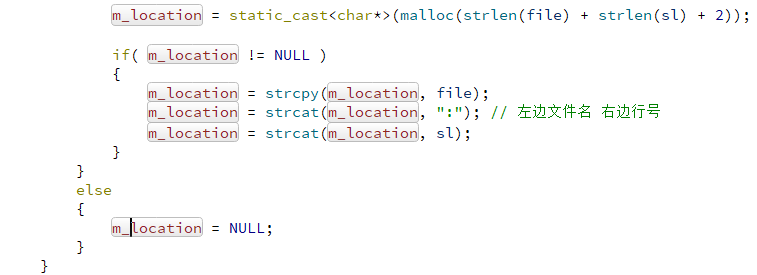 m_location = static_cast<char*>(malloc(strlen(file) + strlen(sl) + 2));
if( m_location != NULL )
{
m_location = strcpy(m_location, file);
m_location = strcat(m_location, ":"); // 左边文件名 右边行号
m_location = strcat(m_location, sl);
}
}
else
{
m_location = NULL;
}
}